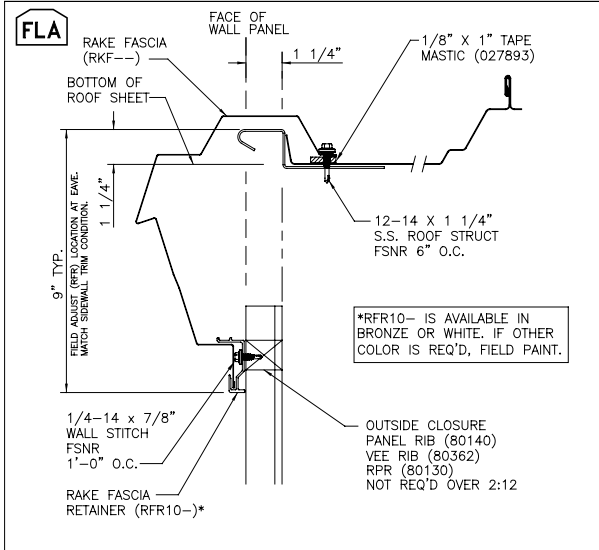 FLA
FACE OF
WALL PANEL
RAKE FASCIA
(RKF--)
1 1/4"
1/8" X 1" TAPE
MASTIC (027893)
BOTTOM OF
ROOF SHEET
1 1/4"
9" TYP.
FIELD ADJUST (RFR) LOCATION AT EAVE.
MATCH SIDEWALL TRIM CONDITION.
12-14 X 1 1/4"
S.S. ROOF STRUCT
FSNR 6" O.C.
*RFR10- IS AVAILABLE IN
BRONZE OR WHITE. IF OTHER
COLOR IS REQ'D, FIELD PAINT.
1/4-14 x 7/8"
WALL STITCH
FSNR
1'-0" O.C.
RAKE FASCIA
RETAINER (RFR10-)*
OUTSIDE CLOSURE
PANEL RIB (80140)
VEE RIB (80362)
RPR (80130)
NOT REQ'D OVER 2:12